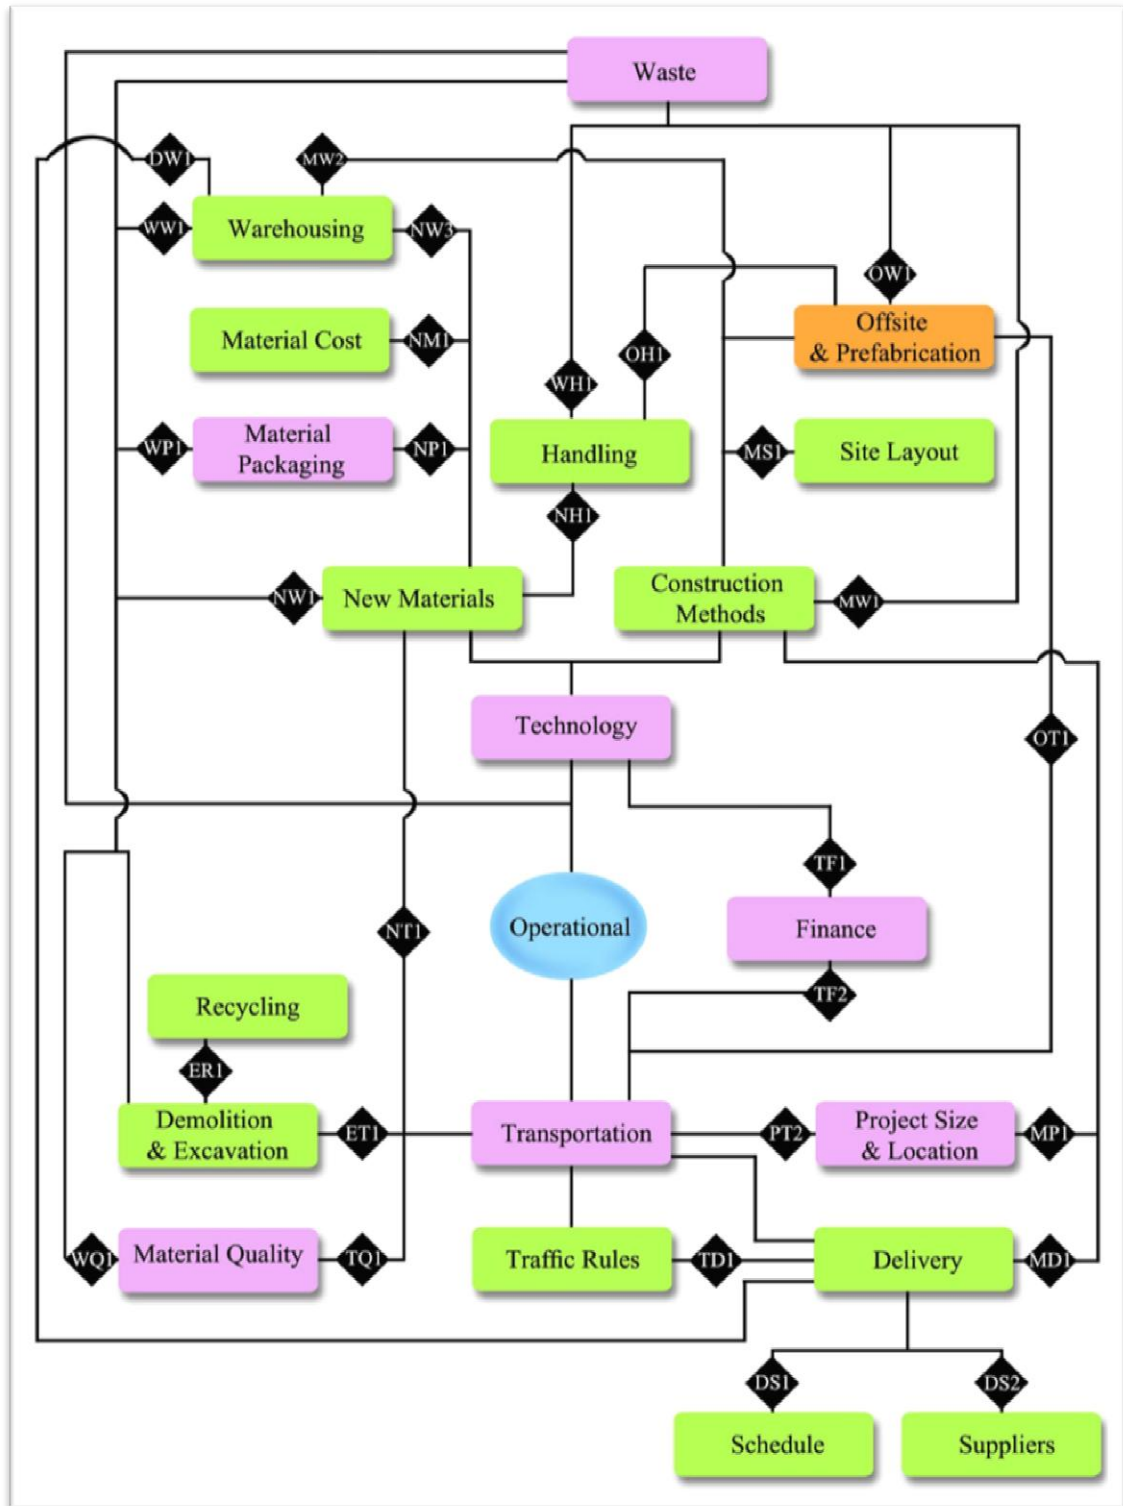 Waste
DW1
MW2
WW1
Warehousing
NW3
OW1
Material Cost
NM1
OH1
Offsite
& Prefabrication
WH1
WP1
Material
Packaging
NP1
Handling
MS1
Site Layout
NH1
NW1
New Materials
Construction
Methods
MW1
Technology
OT1
TF1
NT1
Operational
Finance
TF2
Recycling
ER1
Demolition
& Excavation
ET1
Transportation
PT2
Project Size
& Location
MP1
WQ1
Material Quality
TQ1
Traffic Rules
TD1
Delivery
MD1
DS1
DS2
Schedule
Suppliers